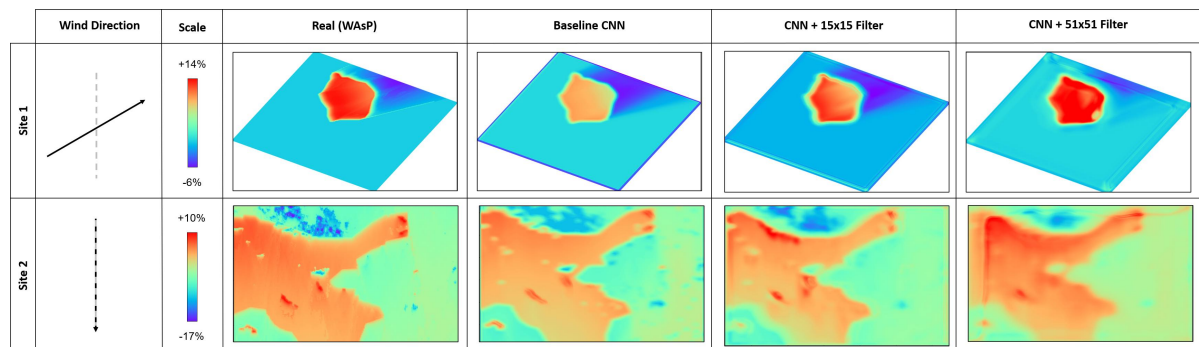 Wind Direction
Scale
Real (WAsP)
Baseline CNN
CNN + 15x15 Filter
CNN + 51x51 Filter
Site 1
+14%
-6%
Site 2
+10%
-17%